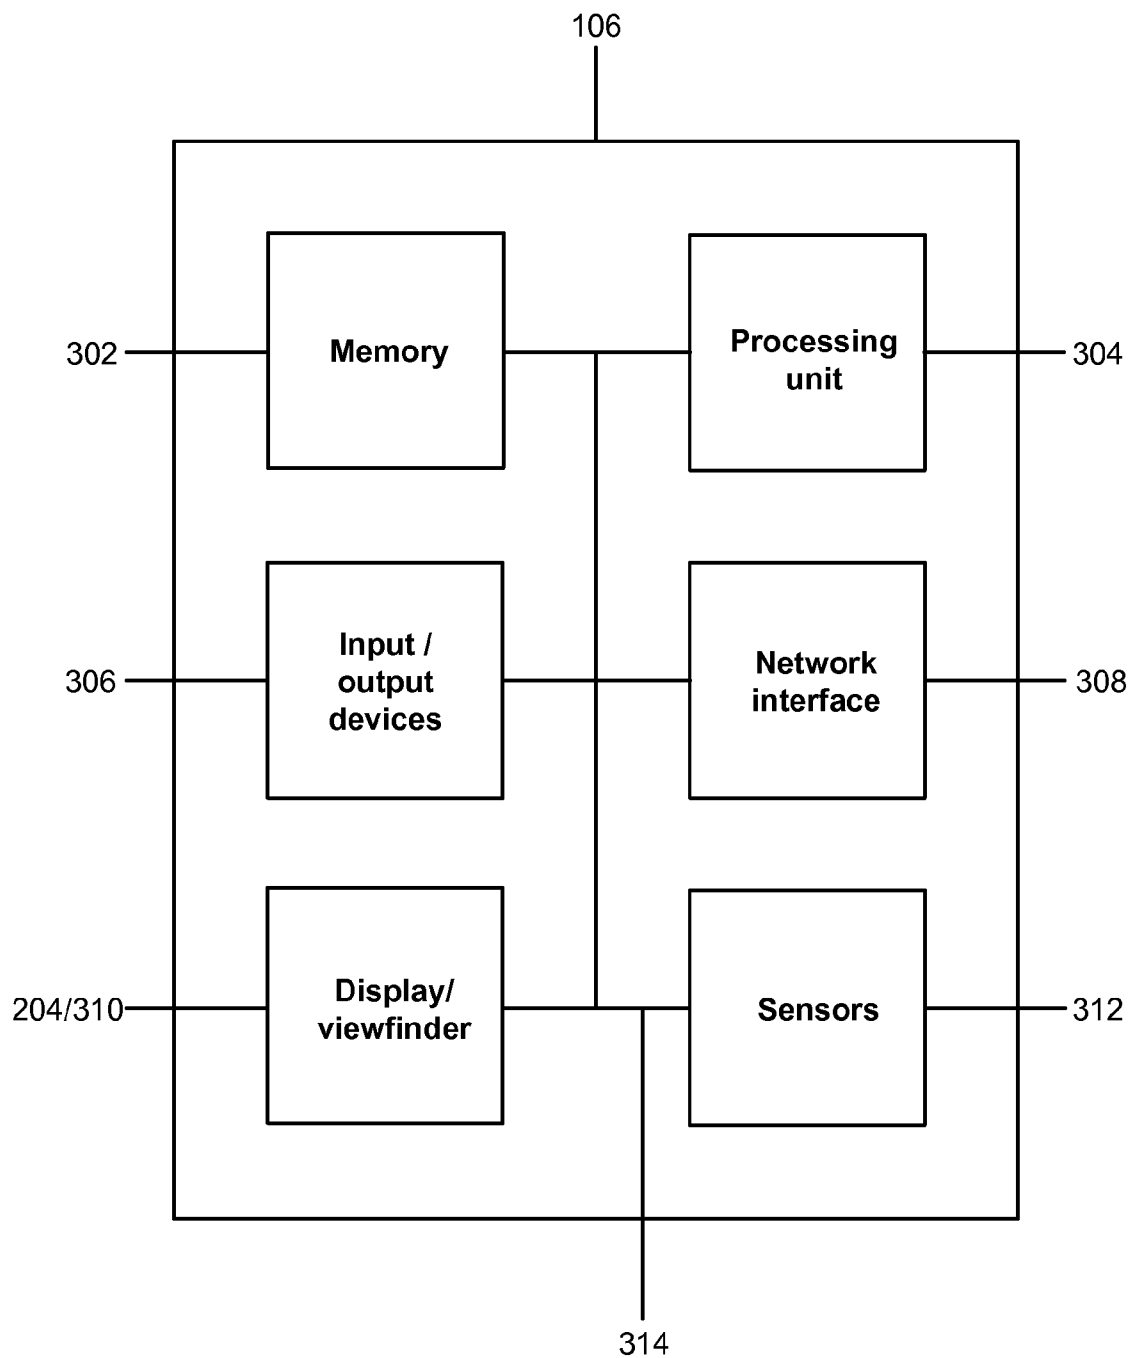 106
302
Memory
Processing
unit
304
306
Input /
output
devices
Network
interface
308
204/310
Display/
viewfinder
Sensors
312
314